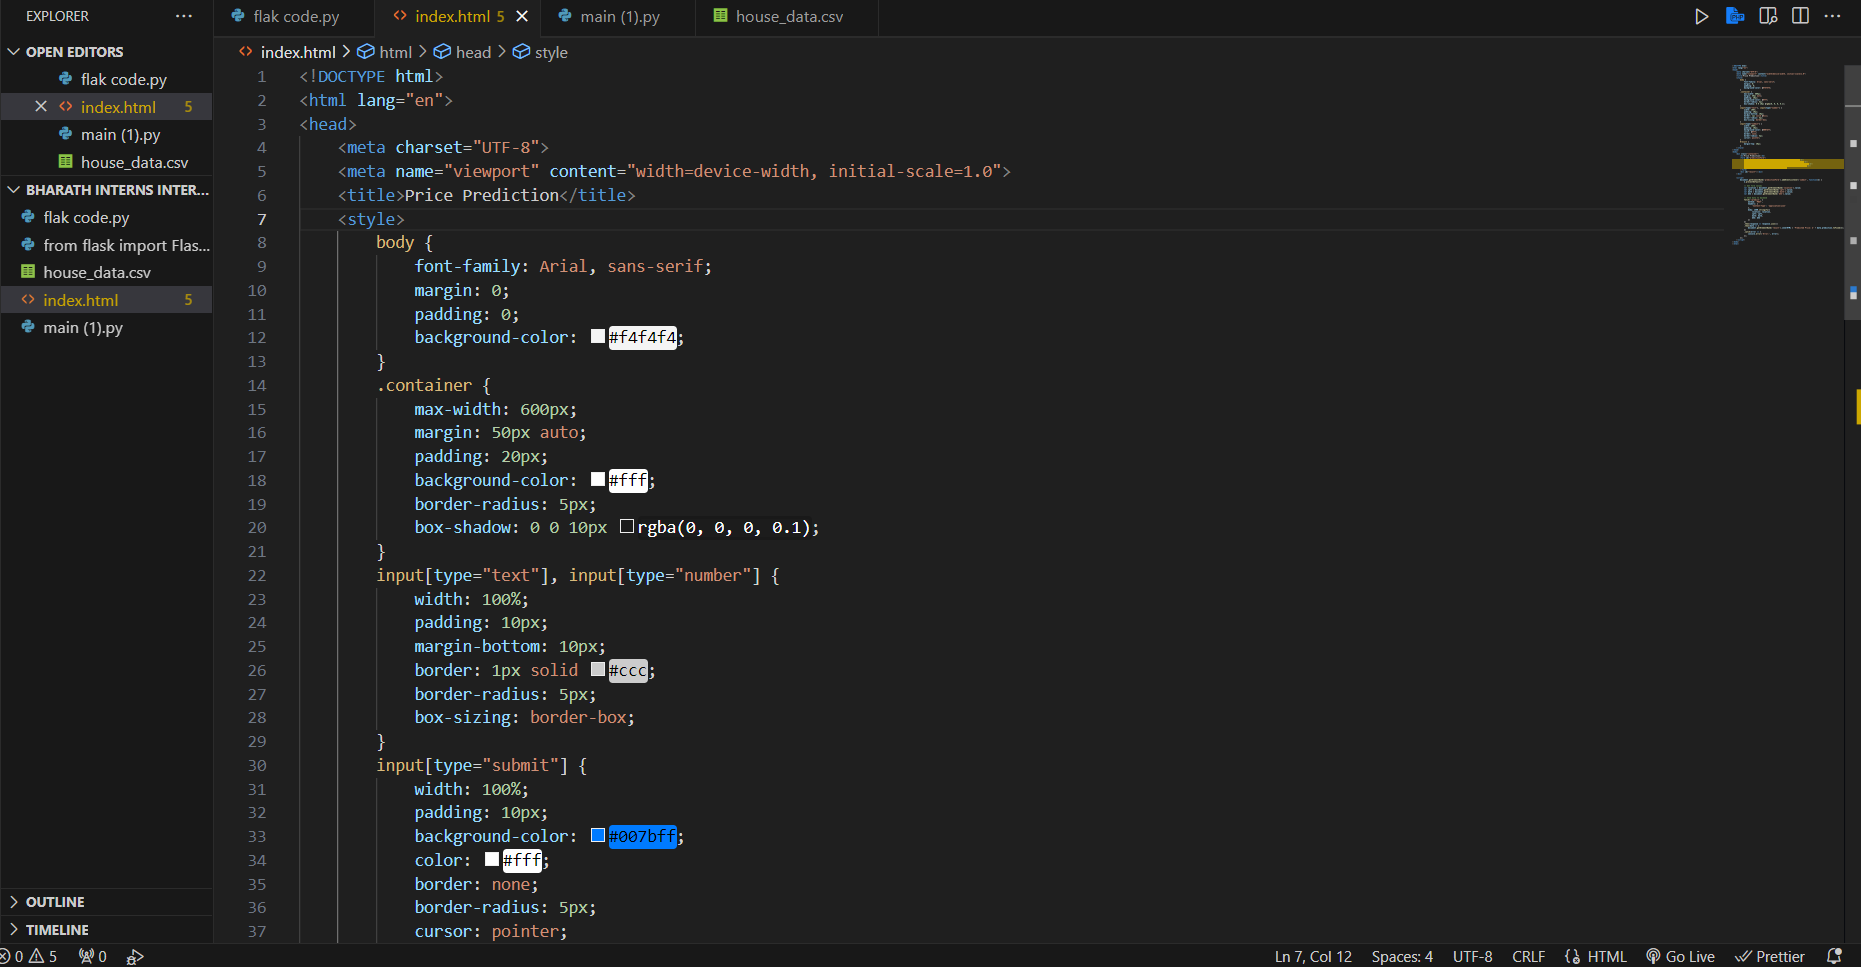 EXPLORER ···
OPEN EDITORS
flak code.py
index.html 5
main (1).py
house_data.csv
BHARATH INTERNS INTER...
flak code.py
from flask import Flas...
house_data.csv
index.html 5
main (1).py
OUTLINE
TIMELINE
flak code.py index.html 5 main (1).py house_data.csv
index.html > html > head > style
1 <!DOCTYPE html>
2 <html lang="en">
3 <head>
4 <meta charset="UTF-8">
5 <meta name="viewport" content="width=device-width, initial-scale=1.0">
6 <title>Price Prediction</title>
7 <style>
8 body {
9 font-family: Arial, sans-serif;
10 margin: 0;
11 padding: 0;
12 background-color: #f4f4f4;
13 }
14 .container {
15 max-width: 600px;
16 margin: 50px auto;
17 padding: 20px;
18 background-color: #fff;
19 border-radius: 5px;
20 box-shadow: 0 0 10px rgba(0, 0, 0, 0.1);
21 }
22 input[type="text"], input[type="number"] {
23 width: 100%;
24 padding: 10px;
25 margin-bottom: 10px;
26 border: 1px solid #ccc;
27 border-radius: 5px;
28 box-sizing: border-box;
29 }
30 input[type="submit"] {
31 width: 100%;
32 padding: 10px;
33 background-color: #007bff;
34 color: #fff;
35 border: none;
36 border-radius: 5px;
37 cursor: pointer;
0 5 0 Ln 7, Col 12 Spaces: 4 UTF-8 CRLF HTML Go Live Prettier